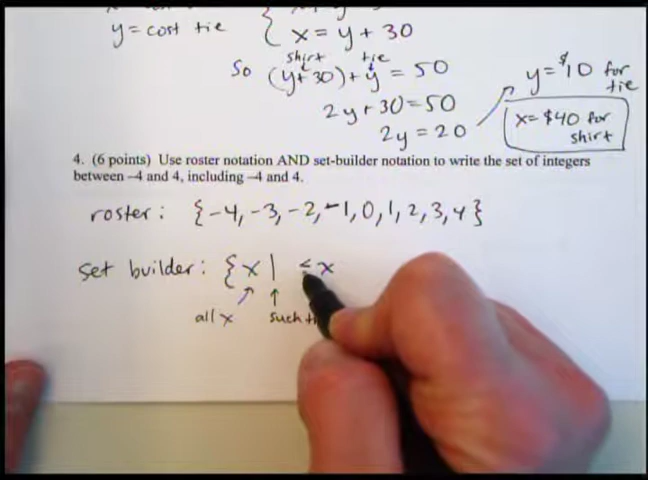 y = cost tie
x = y + 30
shirt tie
So (y+30) + y = 50
2y + 30 = 50
2y = 20
y = $10 for tie
x = $40 for shirt
4. (6 points) Use roster notation AND set-builder notation to write the set of integers
between –4 and 4, including –4 and 4.
roster: {-4, -3, -2, -1, 0, 1, 2, 3, 4}
set builder: {x | ≤ x
all x such